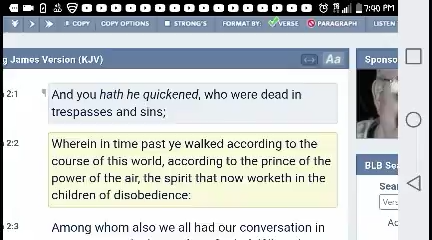 7:40 PM
COPY COPY OPTIONS STRONG'S FORMAT BY: VERSE PARAGRAPH LISTEN
g James Version (KJV)
Aa
Sponso
2:1
And you hath he quickened, who were dead in
trespasses and sins;
2:2
Wherein in time past ye walked according to the
course of this world, according to the prince of the
power of the air, the spirit that now worketh in the
children of disobedience:
BLB Sea
Sear
Vers
Ad
2:3
Among whom also we all had our conversation in